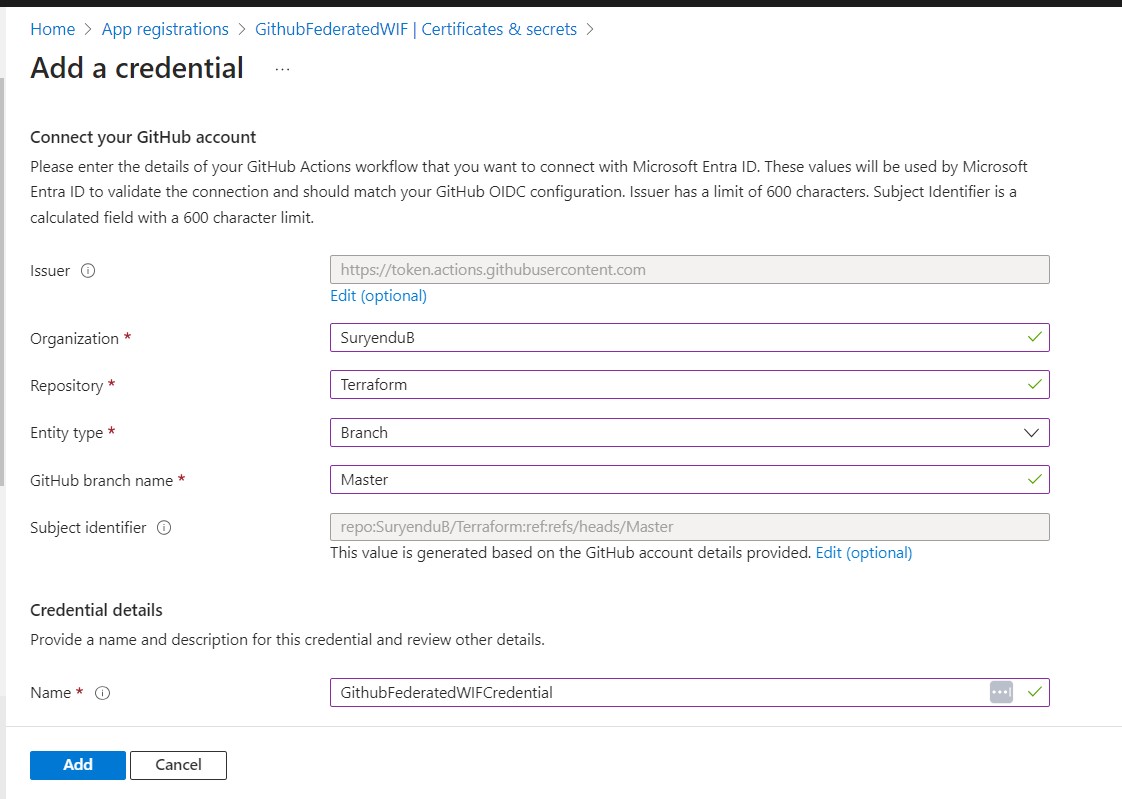 Home > App registrations > GithubFederatedWIF | Certificates & secrets >
Add a credential ...
Connect your GitHub account
Please enter the details of your GitHub Actions workflow that you want to connect with Microsoft Entra ID. These values will be used by Microsoft
Entra ID to validate the connection and should match your GitHub OIDC configuration. Issuer has a limit of 600 characters. Subject Identifier is a
calculated field with a 600 character limit.
Issuer https://token.actions.githubusercontent.com
Edit (optional)
Organization * SuryenduB
Repository * Terraform
Entity type * Branch
GitHub branch name * Master
Subject identifier repo:SuryenduB/Terraform:ref:refs/heads/Master
This value is generated based on the GitHub account details provided. Edit (optional)
Credential details
Provide a name and description for this credential and review other details.
Name * GithubFederatedWIFCredential
Add Cancel